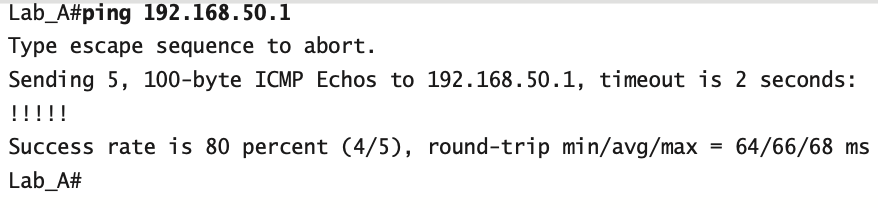 Lab_A#ping 192.168.50.1
Type escape sequence to abort.
Sending 5, 100-byte ICMP Echos to 192.168.50.1, timeout is 2 seconds:
!!!!!
Success rate is 80 percent (4/5), round-trip min/avg/max = 64/66/68 ms
Lab_A#